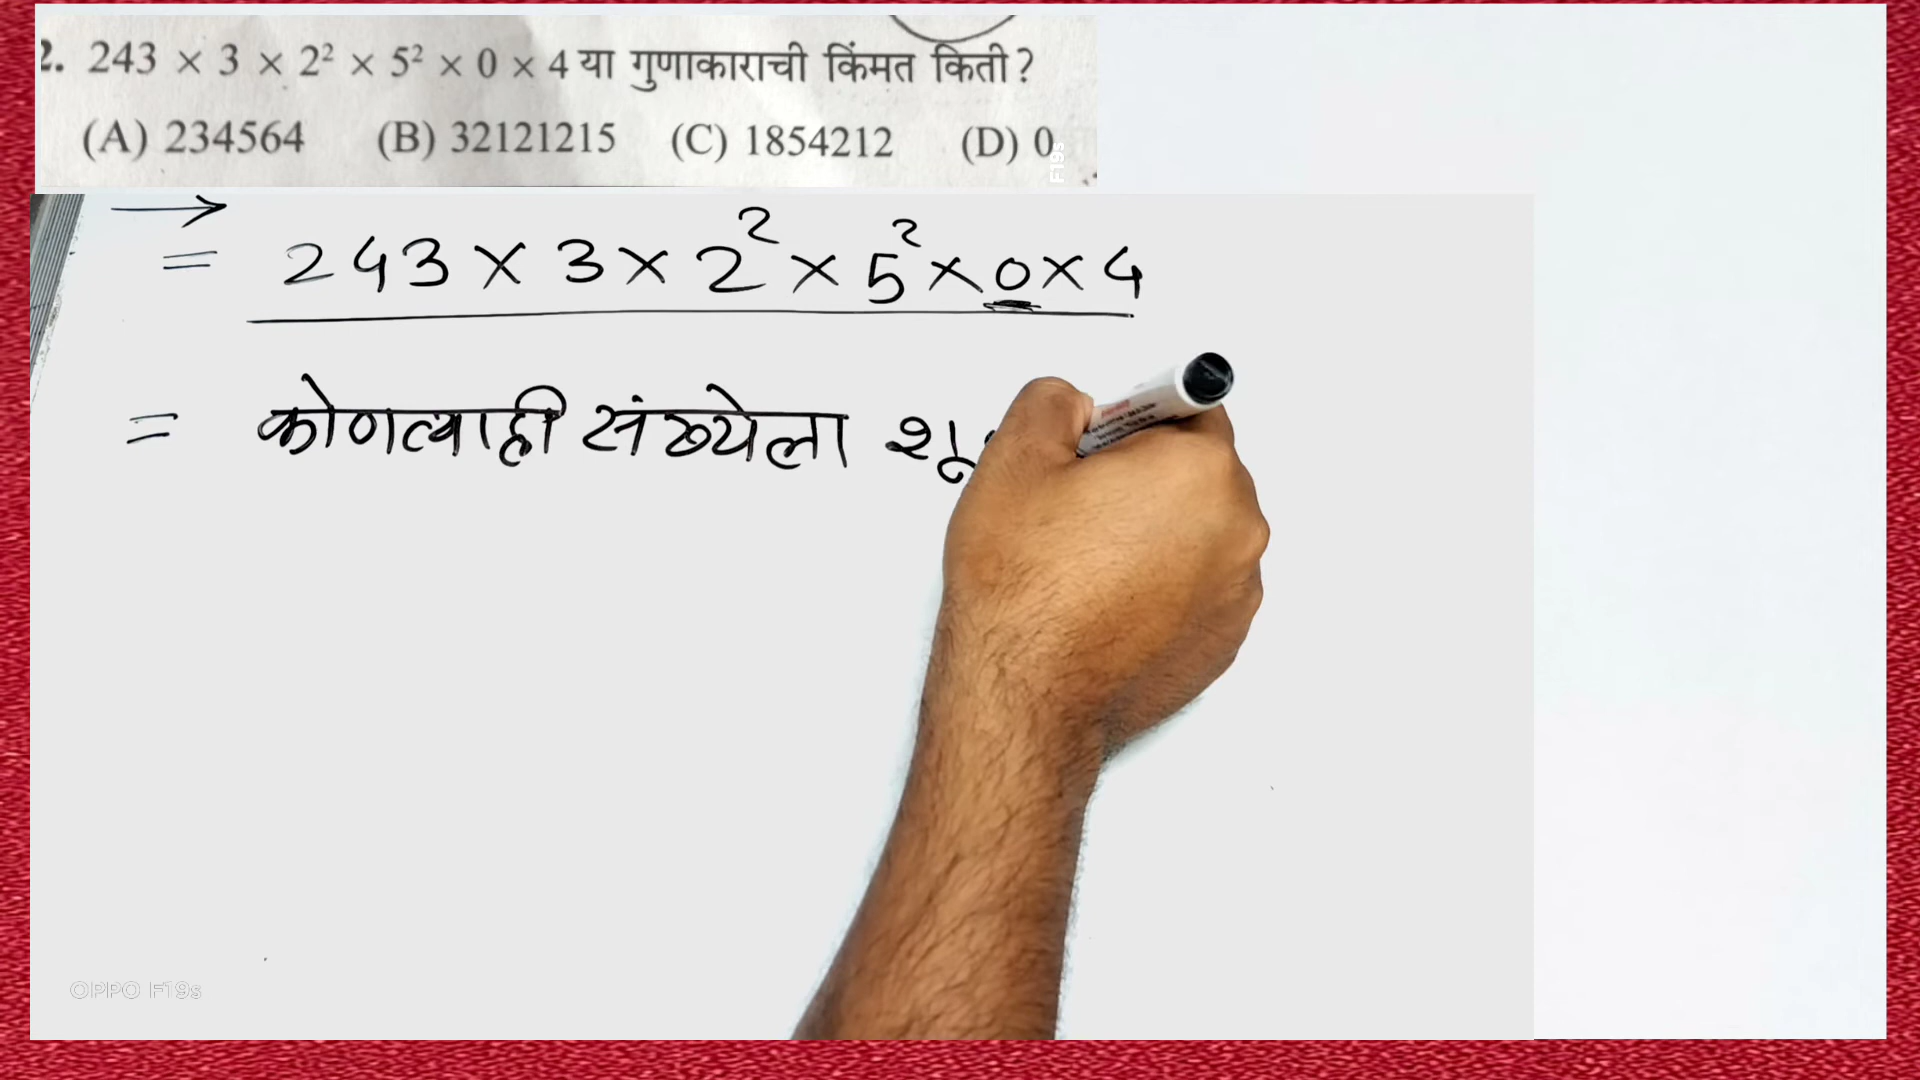 2. 243 × 3 × 2² × 5² × 0 × 4 या गुणाकाराची किंमत किती?
(A) 234564 (B) 32121215 (C) 1854212 (D) 0
F19s
= 243 × 3 × 2² × 5² × 0 × 4
= कोणत्याही संख्येला
OPPO F19s